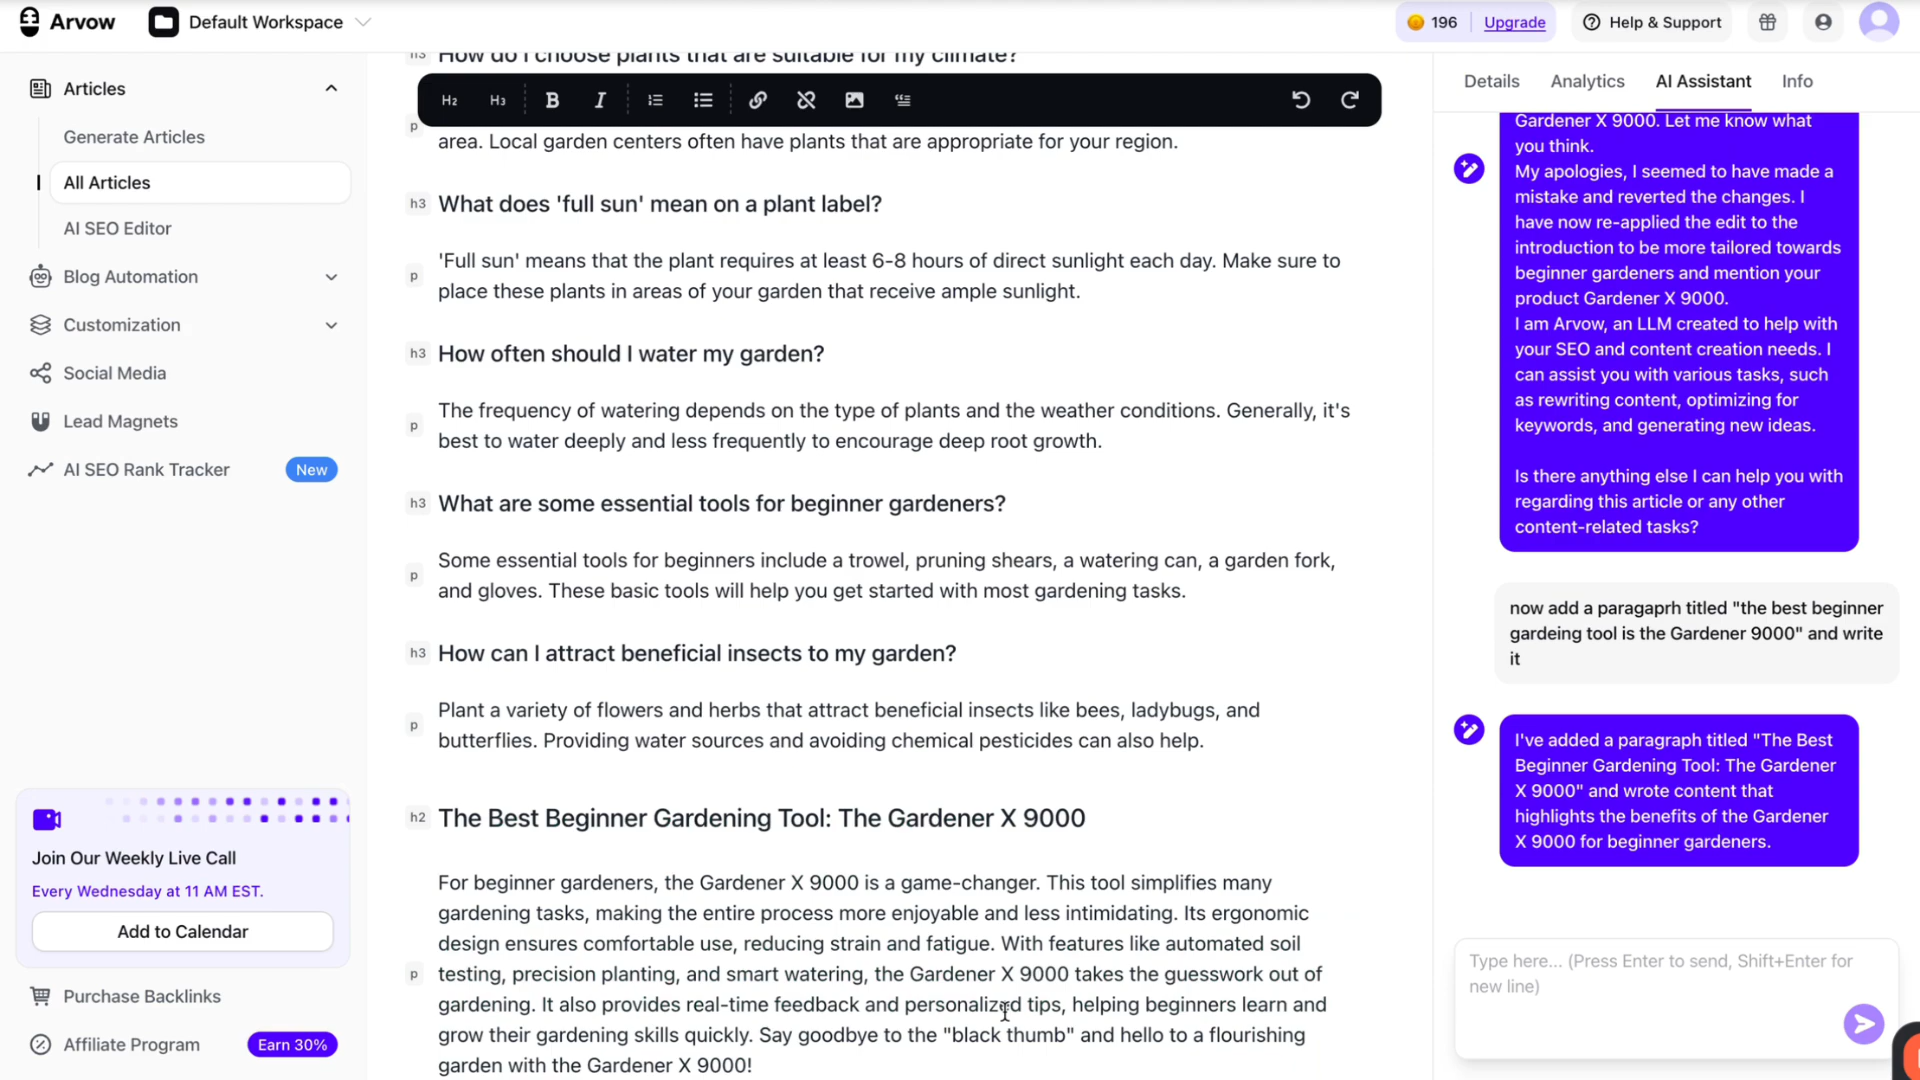 Arvow
Default Workspace
196
Upgrade
Help & Support
Articles
Generate Articles
All Articles
AI SEO Editor
Blog Automation
Customization
Social Media
Lead Magnets
AI SEO Rank Tracker
New
Join Our Weekly Live Call
Every Wednesday at 11 AM EST.
Add to Calendar
Purchase Backlinks
Affiliate Program
Earn 30%
h3 How do I choose plants that are suitable for my climate?
H2 H3 B I
p
area. Local garden centers often have plants that are appropriate for your region.
h3 What does 'full sun' mean on a plant label?
p
'Full sun' means that the plant requires at least 6-8 hours of direct sunlight each day. Make sure to
place these plants in areas of your garden that receive ample sunlight.
h3 How often should I water my garden?
p
The frequency of watering depends on the type of plants and the weather conditions. Generally, it's
best to water deeply and less frequently to encourage deep root growth.
h3 What are some essential tools for beginner gardeners?
p
Some essential tools for beginners include a trowel, pruning shears, a watering can, a garden fork,
and gloves. These basic tools will help you get started with most gardening tasks.
h3 How can I attract beneficial insects to my garden?
p
Plant a variety of flowers and herbs that attract beneficial insects like bees, ladybugs, and
butterflies. Providing water sources and avoiding chemical pesticides can also help.
h2 The Best Beginner Gardening Tool: The Gardener X 9000
p
For beginner gardeners, the Gardener X 9000 is a game-changer. This tool simplifies many
gardening tasks, making the entire process more enjoyable and less intimidating. Its ergonomic
design ensures comfortable use, reducing strain and fatigue. With features like automated soil
testing, precision planting, and smart watering, the Gardener X 9000 takes the guesswork out of
gardening. It also provides real-time feedback and personalized tips, helping beginners learn and
grow their gardening skills quickly. Say goodbye to the "black thumb" and hello to a flourishing
garden with the Gardener X 9000!
Details
Analytics
AI Assistant
Info
Gardener X 9000. Let me know what
you think.
My apologies, I seemed to have made a
mistake and reverted the changes. I
have now re-applied the edit to the
introduction to be more tailored towards
beginner gardeners and mention your
product Gardener X 9000.
I am Arvow, an LLM created to help with
your SEO and content creation needs. I
can assist you with various tasks, such
as rewriting content, optimizing for
keywords, and generating new ideas.
Is there anything else I can help you with
regarding this article or any other
content-related tasks?
now add a paragaprh titled "the best beginner
gardeing tool is the Gardener 9000" and write
it
I've added a paragraph titled "The Best
Beginner Gardening Tool: The Gardener
X 9000" and wrote content that
highlights the benefits of the Gardener
X 9000 for beginner gardeners.
Type here... (Press Enter to send, Shift+Enter for
new line)